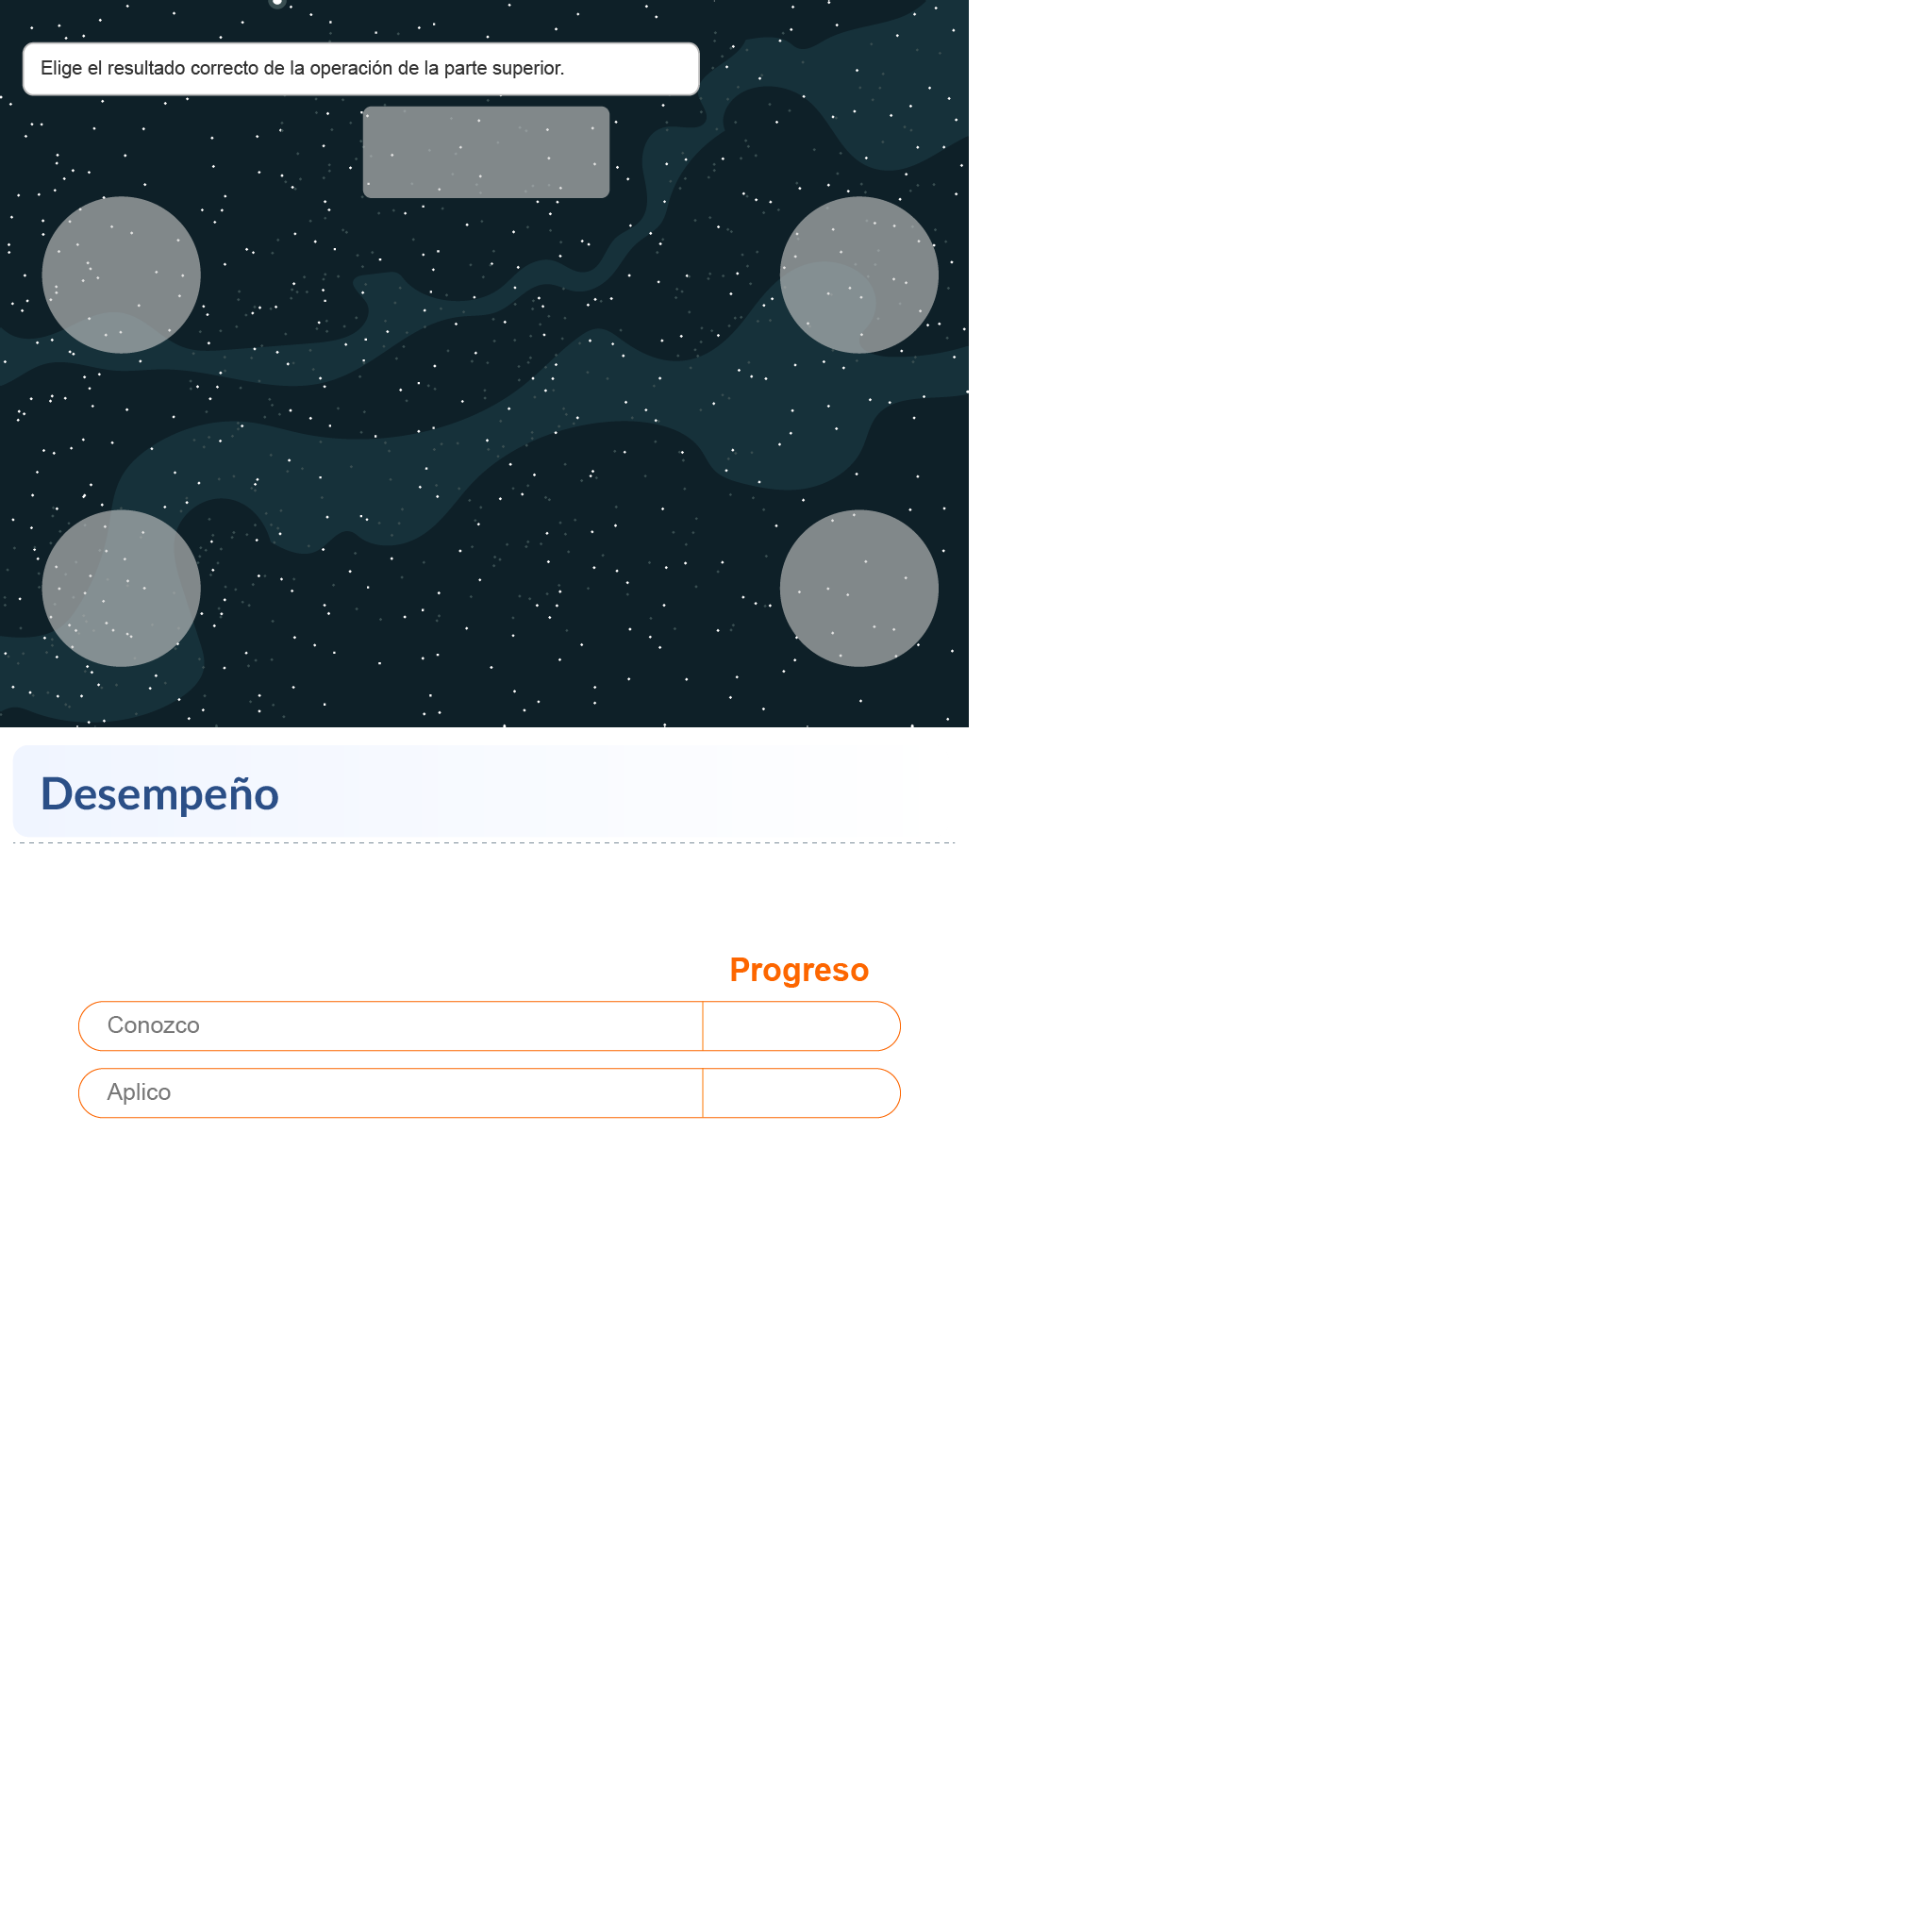 Elige el resultado correcto de la operación de la parte superior.
Desempeño
Progreso
Conozco
Aplico